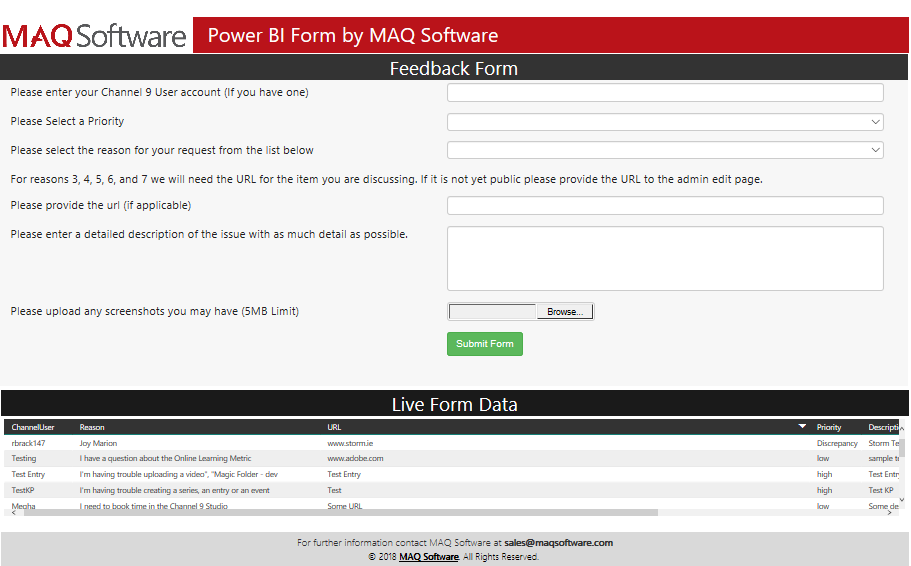 MAQSoftware Power BI Form by MAQ Software
Feedback Form
Please enter your Channel 9 User account (If you have one)
Please Select a Priority
Please select the reason for your request from the list below
For reasons 3, 4, 5, 6, and 7 we will need the URL for the item you are discussing. If it is not yet public please provide the URL to the admin edit page.
Please provide the url (if applicable)
Please enter a detailed description of the issue with as much detail as possible.
Please upload any screenshots you may have (5MB Limit) Browse...
Submit Form
Live Form Data
ChannelUser Reason URL Priority Descripti
rbrack147 Joy Marion www.storm.ie Discrepancy Storm Te
Testing I have a question about the Online Learning Metric www.adobe.com low sample t
Test Entry I'm having trouble uploading a video", "Magic Folder - dev Test Entry high Test Entr
TestKP I'm having trouble creating a series, an entry or an event Test high Test KP
Megha I need to book time in the Channel 9 Studio Some URL low Some de
For further information contact MAQ Software at sales@maqsoftware.com
© 2018 MAQ Software. All Rights Reserved.